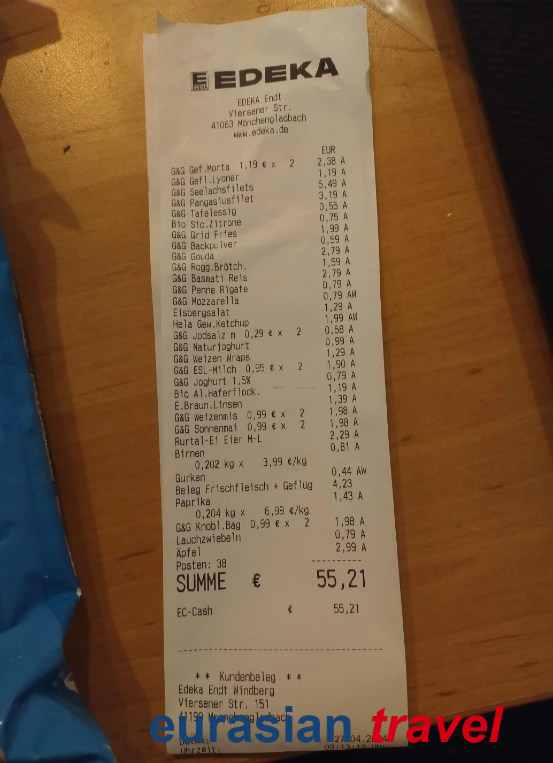 EDEKA
EDEKA Endt
Viersener Str.
41063 Mönchengladbach
www.edeka.de
EUR
G&G Gef.Morta 1,19 € x 2 2,38 A
G&G Gefl.Lyoner 1,19 A
G&G Seelachsfilets 5,49 A
G&G Pangasiusfilet 3,19 A
G&G Tafelessig 0,55 A
Bio Siz.Zitrone 0,75 A
G&G Grid Fries 1,99 A
G&G Backpulver 0,59 A
G&G Gouda 2,79 A
G&G Rogg.Brötch. 1,59 A
G&G Basmati Reis 2,79 A
G&G Penne Rigate 0,79 A
G&G Mozzarella 0,79 AW
Eisbergsalat 1,29 A
Hela Gew.Ketchup 1,99 AW
G&G Jodsalz m 0,29 € x 2 0,58 A
G&G Naturjoghurt 0,99 A
G&G Weizen Wraps 1,29 A
G&G ESL-Milch 0,95 € x 2 1,90 A
G&G Joghurt 1,5% 0,79 A
Bio Al.Haferflock. 1,19 A
E.Braun.Linsen 1,39 A
G&G Weizenmis 0,99 € x 2 1,98 A
G&G Sonnenmai 0,99 € x 2 1,98 A
Rurtal-Ei Eier M-L 2,29 A
Birnen 0,81 A
0,202 kg x 3,99 €/kg
Gurken 0,44 AW
Beleg Frischfleisch + Geflüg 4,23
Paprika 1,43 A
0,204 kg x 6,99 €/kg
G&G Knobl.Bag 0,99 € x 2 1,98 A
Lauchzwiebeln 0,79 A
Äpfel 2,99 A
Posten: 38
SUMME € 55,21
EC-Cash € 55,21
* * Kundenbeleg * *
Edeka Endt Windberg
Viersener Str. 151
41199
eurasian travel